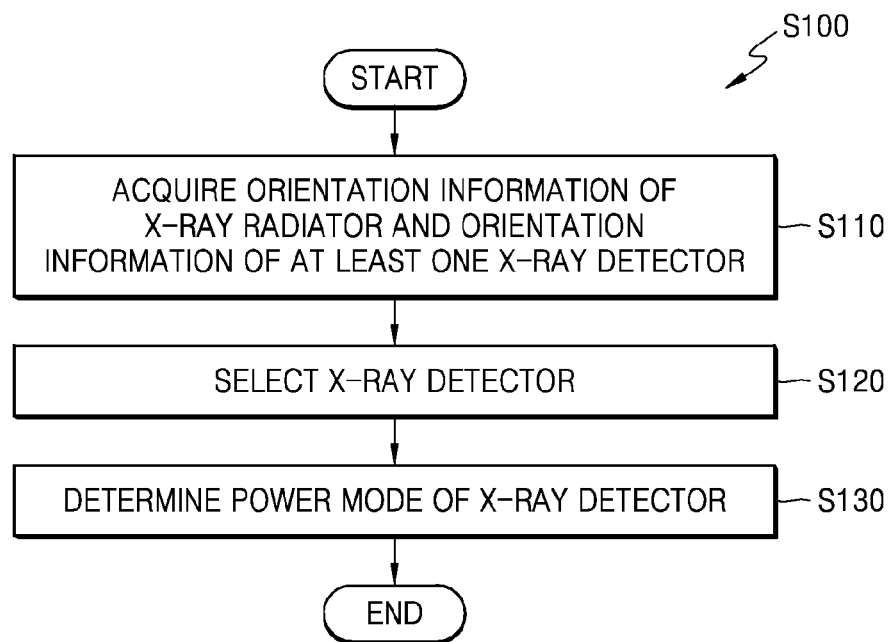 S100
START
ACQUIRE ORIENTATION INFORMATION OF
X-RAY RADIATOR AND ORIENTATION
INFORMATION OF AT LEAST ONE X-RAY DETECTOR
S110
SELECT X-RAY DETECTOR
S120
DETERMINE POWER MODE OF X-RAY DETECTOR
S130
END